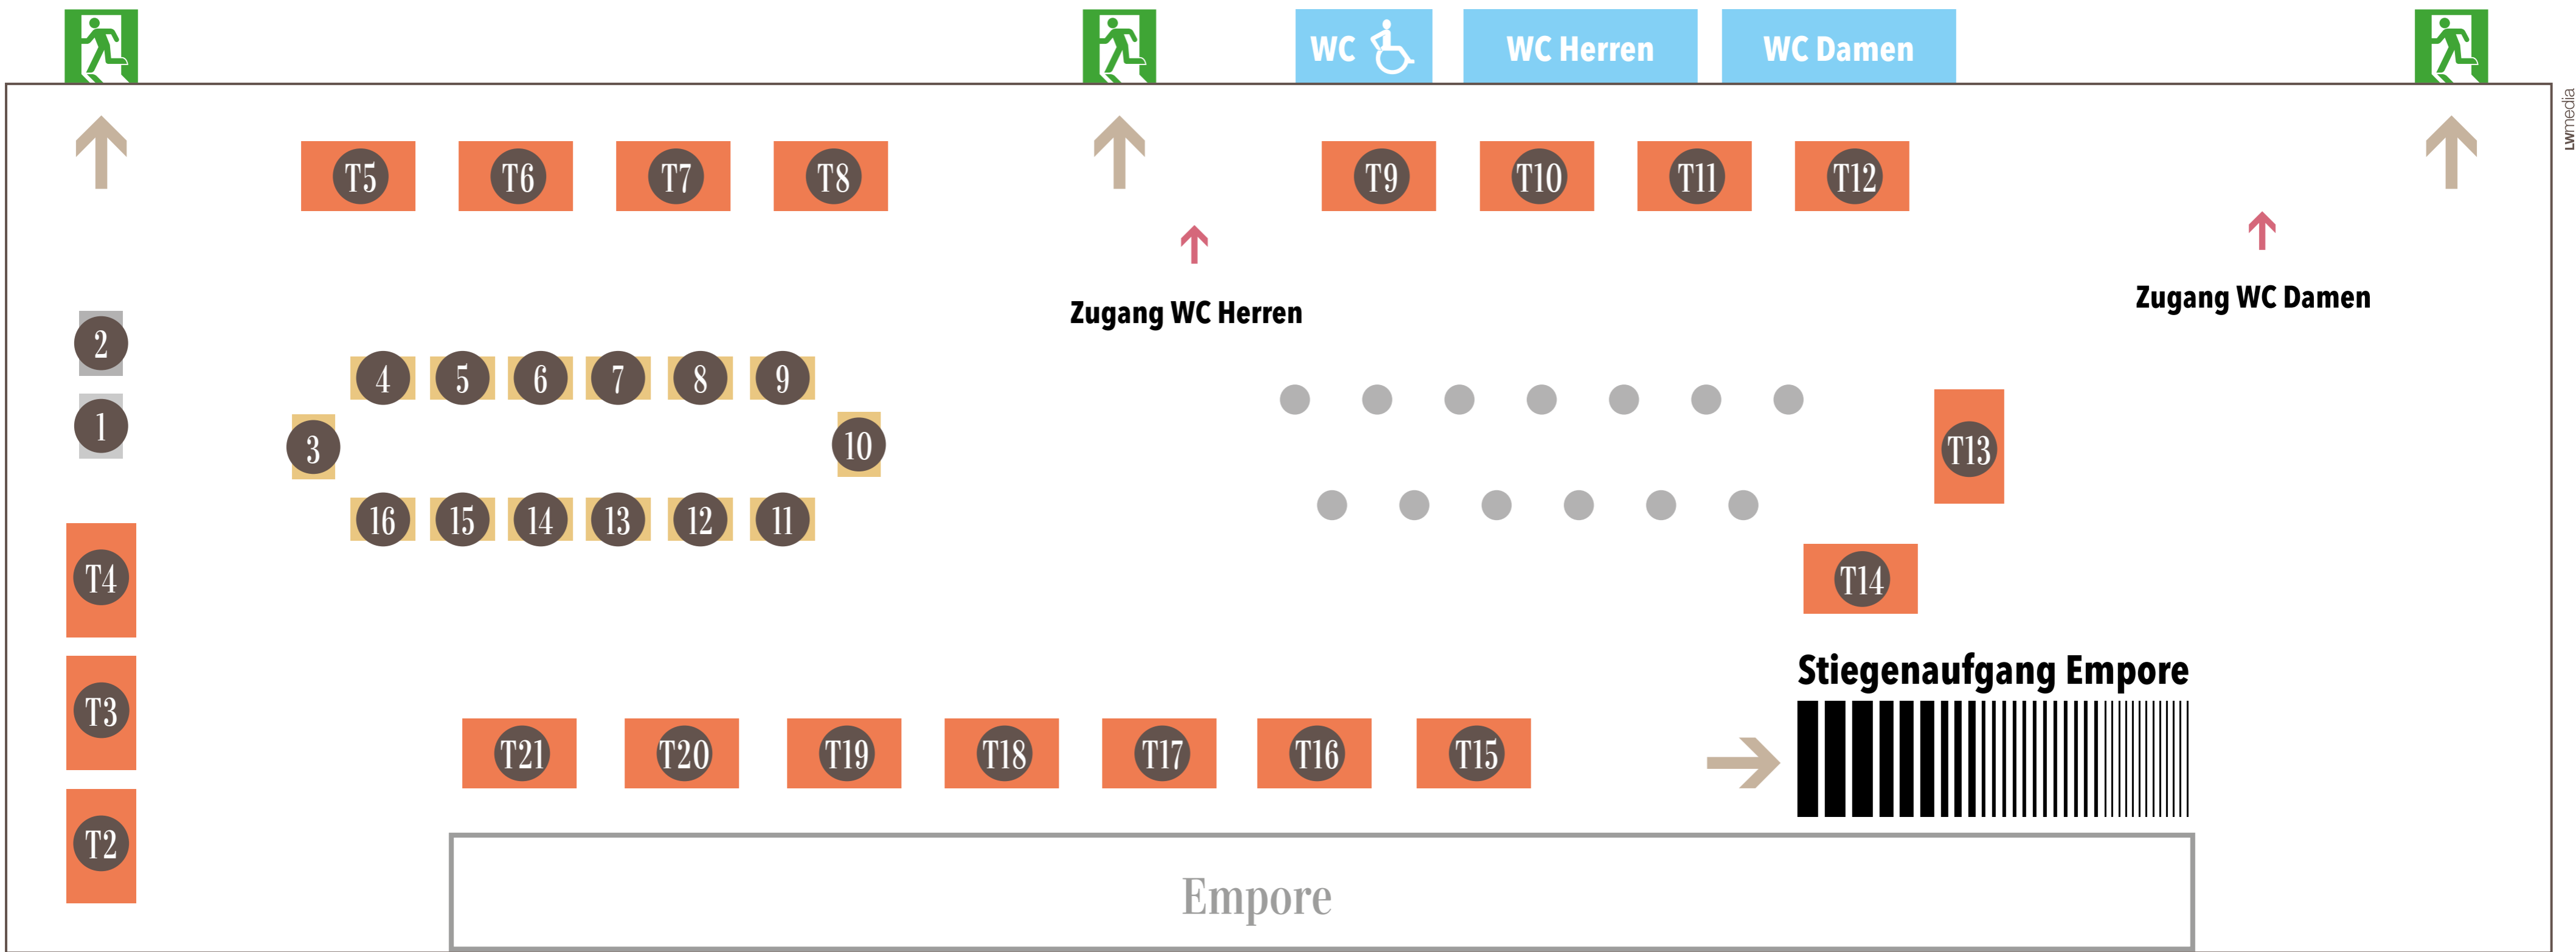 WC
WC Herren
WC Damen
LWmedia
T5 T6 T7 T8 T9 T10 T11 T12
Zugang WC Herren
Zugang WC Damen
2
1
4 5 6 7 8 9
3
10
16 15 14 13 12 11
T13
T4
T14
T3
Stiegenaufgang Empore
T21 T20 T19 T18 T17 T16 T15
T2
Empore